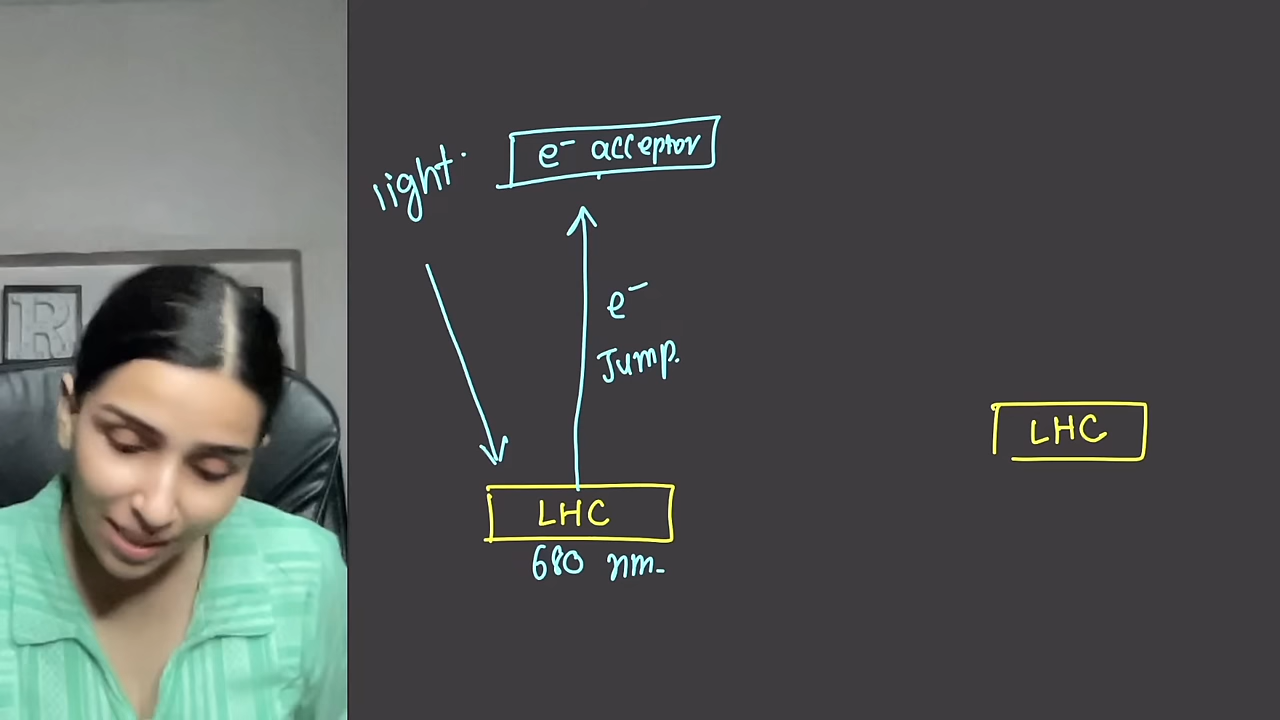 light.
e⁻ acceptor
e⁻
Jump.
LHC
LHC
680 nm.
R